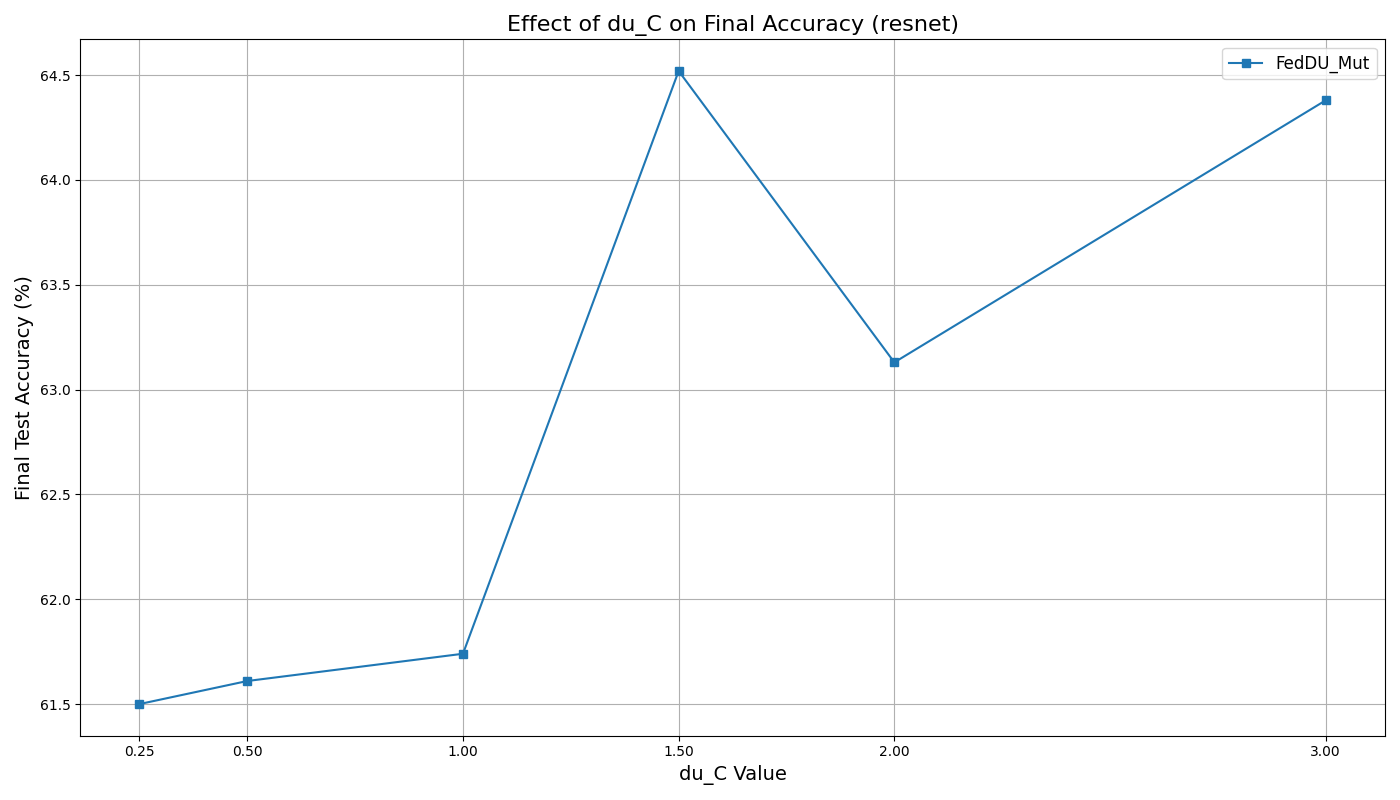 Effect of du_C on Final Accuracy (resnet)
FedDU_Mut
Final Test Accuracy (%)
64.5
64.0
63.5
63.0
62.5
62.0
61.5
0.25 0.50 1.00 1.50 2.00 3.00
du_C Value